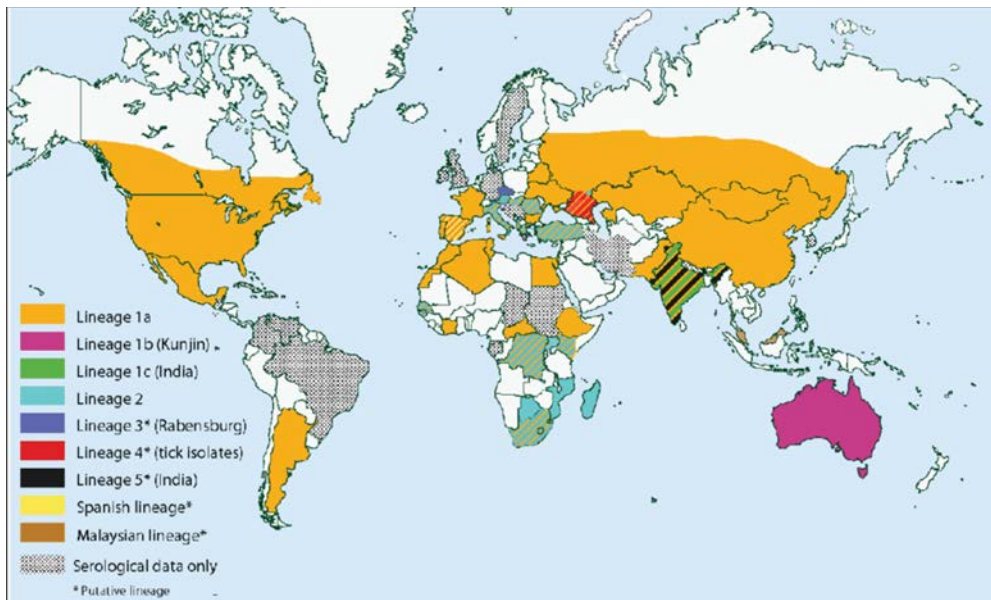 Lineage 1a
Lineage 1b (Kunjin)
Lineage 1c (India)
Lineage 2
Lineage 3* (Rabensburg)
Lineage 4* (tick isolates)
Lineage 5* (India)
Spanish lineage*
Malaysian lineage*
Serological data only
* Putative lineage